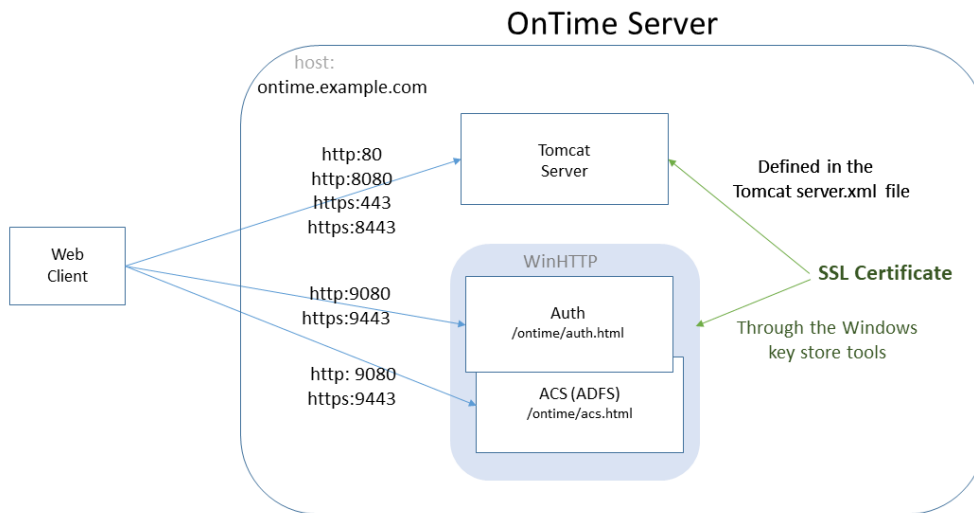 OnTime Server
host:
ontime.example.com
http:80
http:8080
https:443
https:8443
Tomcat
Server
Defined in the
Tomcat server.xml file
Web
Client
WinHTTP
SSL Certificate
http:9080
https:9443
Auth
/ontime/auth.html
Through the Windows
key store tools
http: 9080
https:9443
ACS (ADFS)
/ontime/acs.html